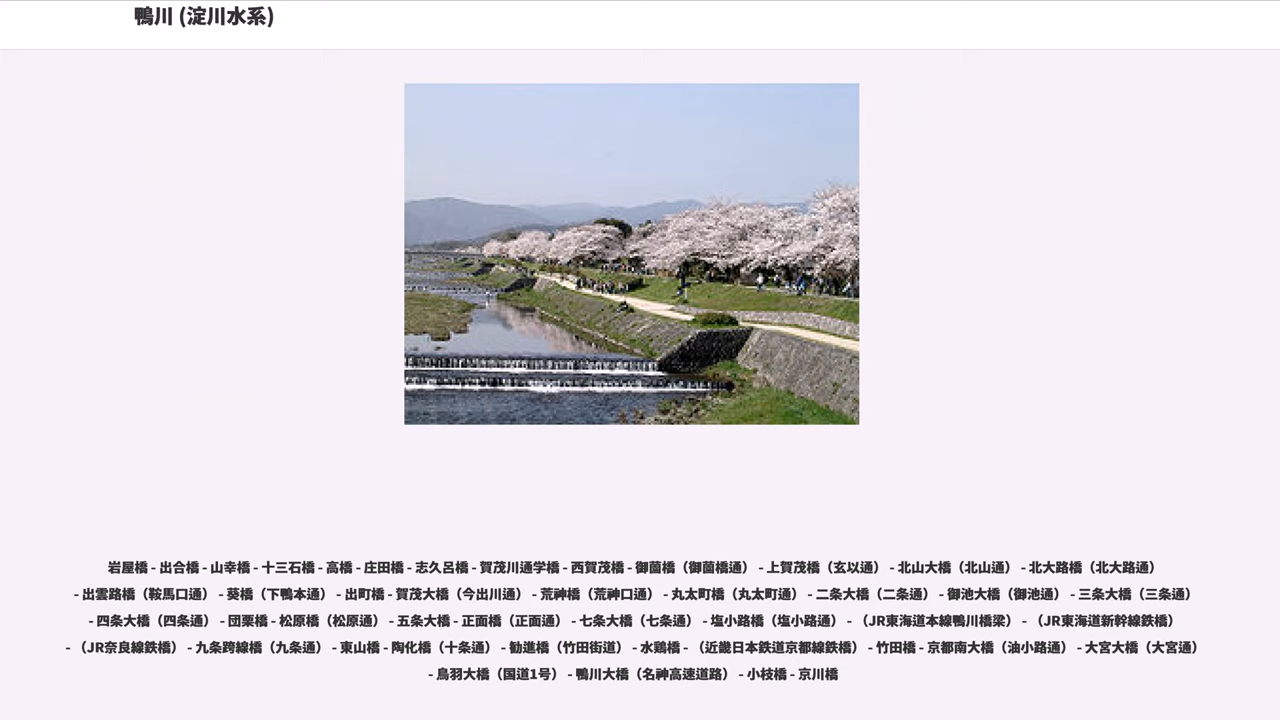 鴨川 (淀川水系)
岩屋橋 - 出合橋 - 山幸橋 - 十三石橋 - 高橋 - 庄田橋 - 志久呂橋 - 賀茂川通学橋 - 西賀茂橋 - 御薗橋（御薗橋通） - 上賀茂橋（玄以通） - 北山大橋（北山通） - 北大路橋（北大路通）
- 出雲路橋（鞍馬口通） - 葵橋（下鴨本通） - 出町橋 - 賀茂大橋（今出川通） - 荒神橋（荒神口通） - 丸太町橋（丸太町通） - 二条大橋（二条通） - 御池大橋（御池通） - 三条大橋（三条通）
- 四条大橋（四条通） - 団栗橋 - 松原橋（松原通） - 五条大橋 - 正面橋（正面通） - 七条大橋（七条通） - 塩小路橋（塩小路通） - （JR東海道本線鴨川橋梁） - （JR東海道新幹線鉄橋）
- （JR奈良線鉄橋） - 九条跨線橋（九条通） - 東山橋 - 陶化橋（十条通） - 勧進橋（竹田街道） - 水鶏橋 - （近畿日本鉄道京都線鉄橋） - 竹田橋 - 京都南大橋（油小路通） - 大宮大橋（大宮通）
- 鳥羽大橋（国道1号） - 鴨川大橋（名神高速道路） - 小枝橋 - 京川橋